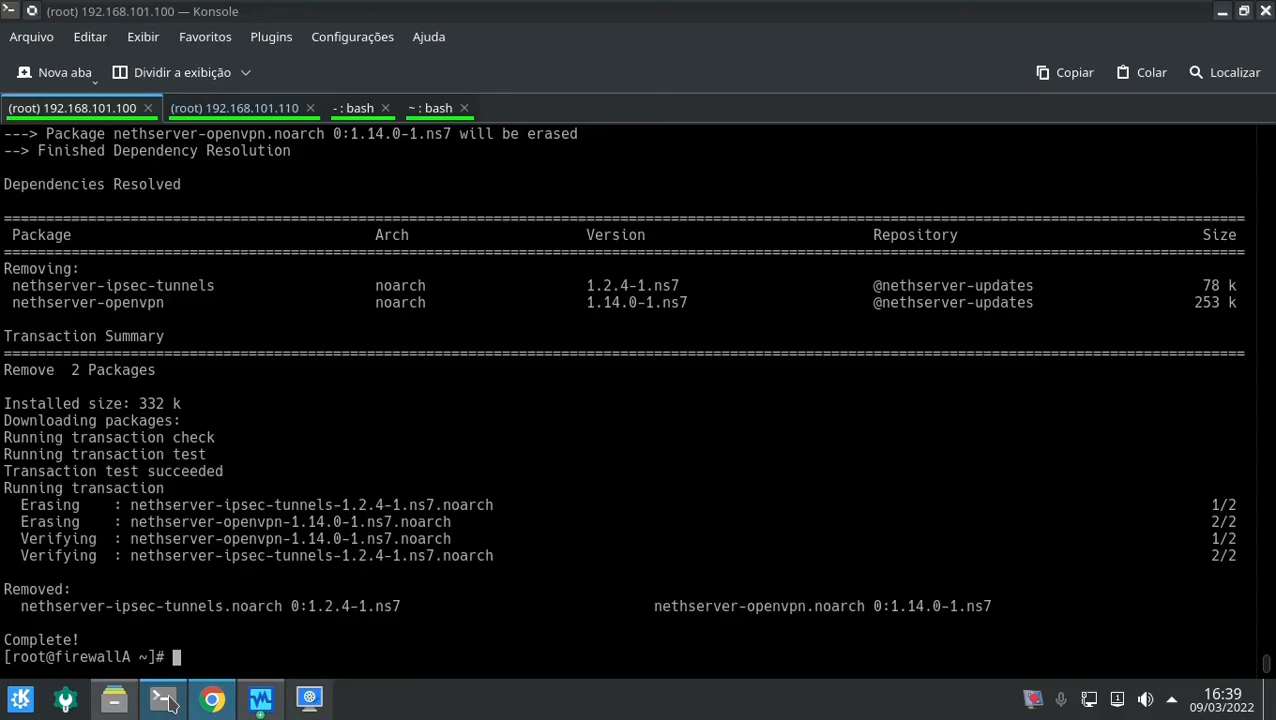 (root) 192.168.101.100 — Konsole
Arquivo Editar Exibir Favoritos Plugins Configurações Ajuda
Nova aba Dividir a exibição Copiar Colar Localizar
(root) 192.168.101.100 (root) 192.168.101.110 - : bash ~ : bash
---> Package nethserver-openvpn.noarch 0:1.14.0-1.ns7 will be erased
--> Finished Dependency Resolution
Dependencies Resolved
================================================================================
Package Arch Version Repository Size
================================================================================
Removing:
nethserver-ipsec-tunnels noarch 1.2.4-1.ns7 @nethserver-updates 78 k
nethserver-openvpn noarch 1.14.0-1.ns7 @nethserver-updates 253 k
Transaction Summary
================================================================================
Remove 2 Packages
Installed size: 332 k
Downloading packages:
Running transaction check
Running transaction test
Transaction test succeeded
Running transaction
Erasing : nethserver-ipsec-tunnels-1.2.4-1.ns7.noarch 1/2
Erasing : nethserver-openvpn-1.14.0-1.ns7.noarch 2/2
Verifying : nethserver-openvpn-1.14.0-1.ns7.noarch 1/2
Verifying : nethserver-ipsec-tunnels-1.2.4-1.ns7.noarch 2/2
Removed:
nethserver-ipsec-tunnels.noarch 0:1.2.4-1.ns7 nethserver-openvpn.noarch 0:1.14.0-1.ns7
Complete!
[root@firewallA ~]#
16:39
09/03/2022